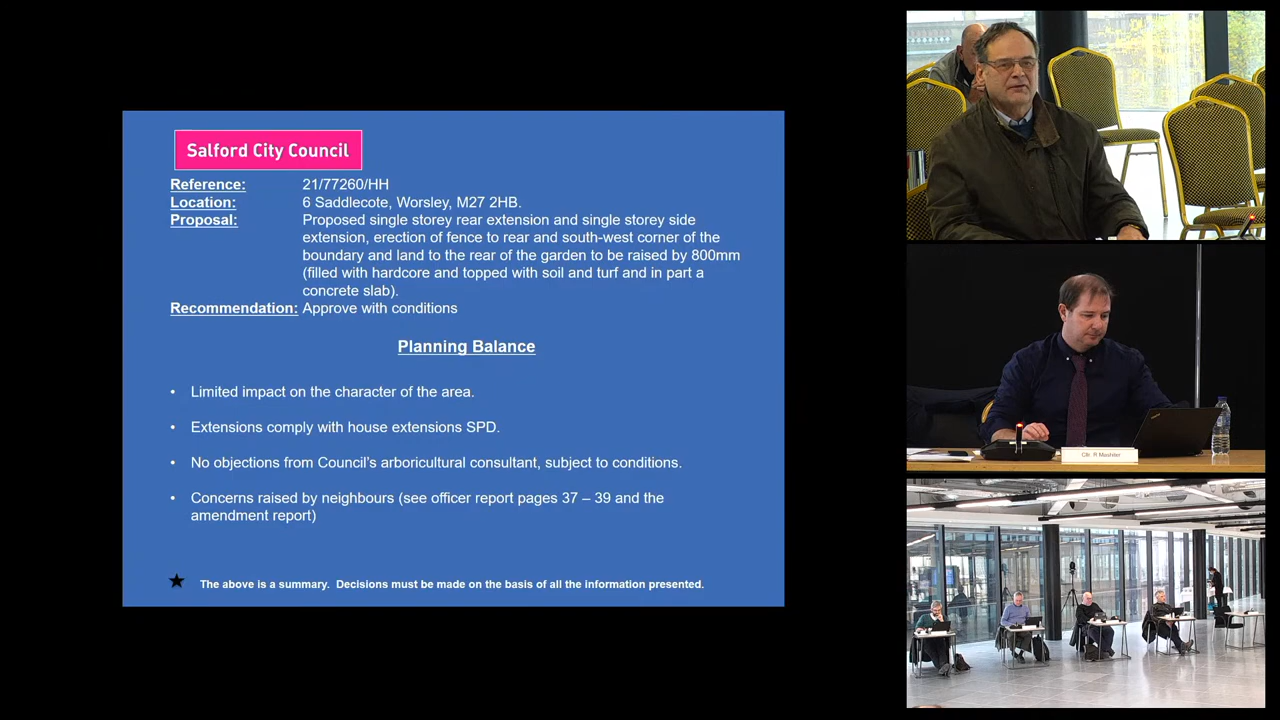 Salford City Council
Reference: 21/77260/HH
Location: 6 Saddlecote, Worsley, M27 2HB.
Proposal: Proposed single storey rear extension and single storey side
extension, erection of fence to rear and south-west corner of the
boundary and land to the rear of the garden to be raised by 800mm
(filled with hardcore and topped with soil and turf and in part a
concrete slab).
Recommendation: Approve with conditions
Planning Balance
• Limited impact on the character of the area.
• Extensions comply with house extensions SPD.
• No objections from Council's arboricultural consultant, subject to conditions.
• Concerns raised by neighbours (see officer report pages 37 – 39 and the
amendment report)
★ The above is a summary. Decisions must be made on the basis of all the information presented.
Cllr R Mashiter